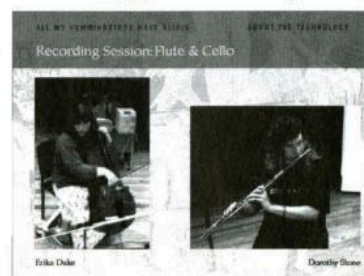 ALL MY HUMMINGBIRDS HAVE ALIBIS
ABOUT THE TECHNOLOGY
Recording Session: Flute & Cello
Erika Duke
Dorothy Stone